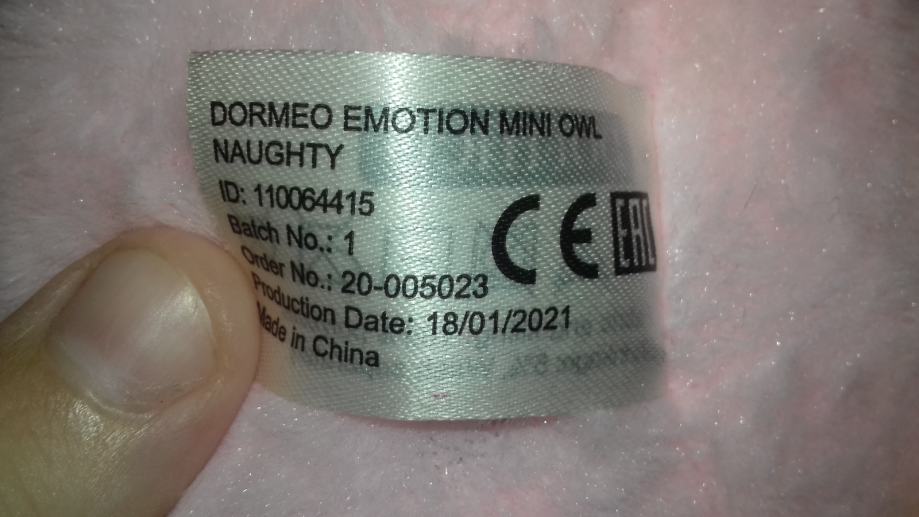 DORMEO EMOTION MINI OWL
NAUGHTY
ID: 110064415
Batch No.: 1
Order No.: 20-005023
Production Date: 18/01/2021
Made in China
CE EAC